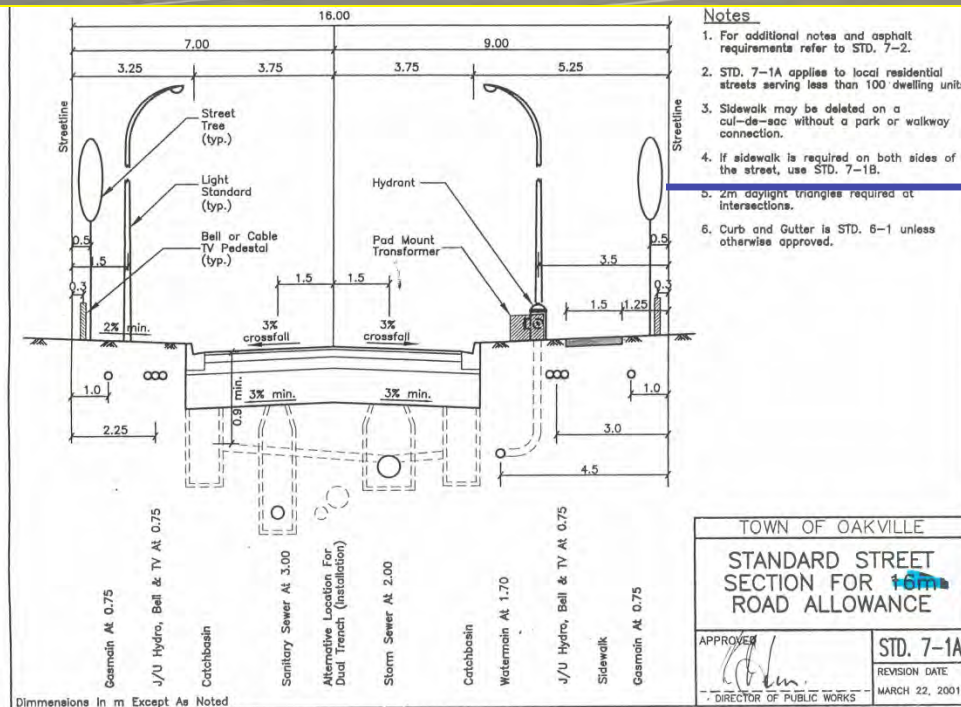 16.00
7.00
9.00
3.25
3.75
3.75
5.25
Streetline
Streetline
Street
Tree
(typ.)
Light
Standard
(typ.)
Bell or Cable
TV Pedestal
(typ.)
Hydrant
Pad Mount
Transformer
0.5
1.5
0.3
2% min.
1.5
1.5
3%
crossfall
3%
crossfall
0.5
3.5
0.3
1.5
1.25
1.0
2.25
0.9 min.
3% min.
3% min.
1.0
3.0
4.5
Gasmain At 0.75
J/U Hydro, Bell & TV At 0.75
Catchbasin
Sanitary Sewer At 3.00
Alternative Location For
Dual Trench (Installation)
Storm Sewer At 2.00
Catchbasin
Watermain At 1.70
J/U Hydro, Bell & TV At 0.75
Sidewalk
Gasmain At 0.75
Dimmensions In m Except As Noted
Notes
1. For additional notes and asphalt
requirements refer to STD. 7-2.
2. STD. 7-1A applies to local residential
streets serving less than 100 dwelling units
3. Sidewalk may be deleted on a
cul-de-sac without a park or walkway
connection.
4. If sidewalk is required on both sides of
the street, use STD. 7-1B.
5. 2m daylight triangles required at
intersections.
6. Curb and Gutter is STD. 6-1 unless
otherwise approved.
TOWN OF OAKVILLE
STANDARD STREET
SECTION FOR 16m
ROAD ALLOWANCE
APPROVED
DIRECTOR OF PUBLIC WORKS
STD. 7-1A
REVISION DATE
MARCH 22, 2001